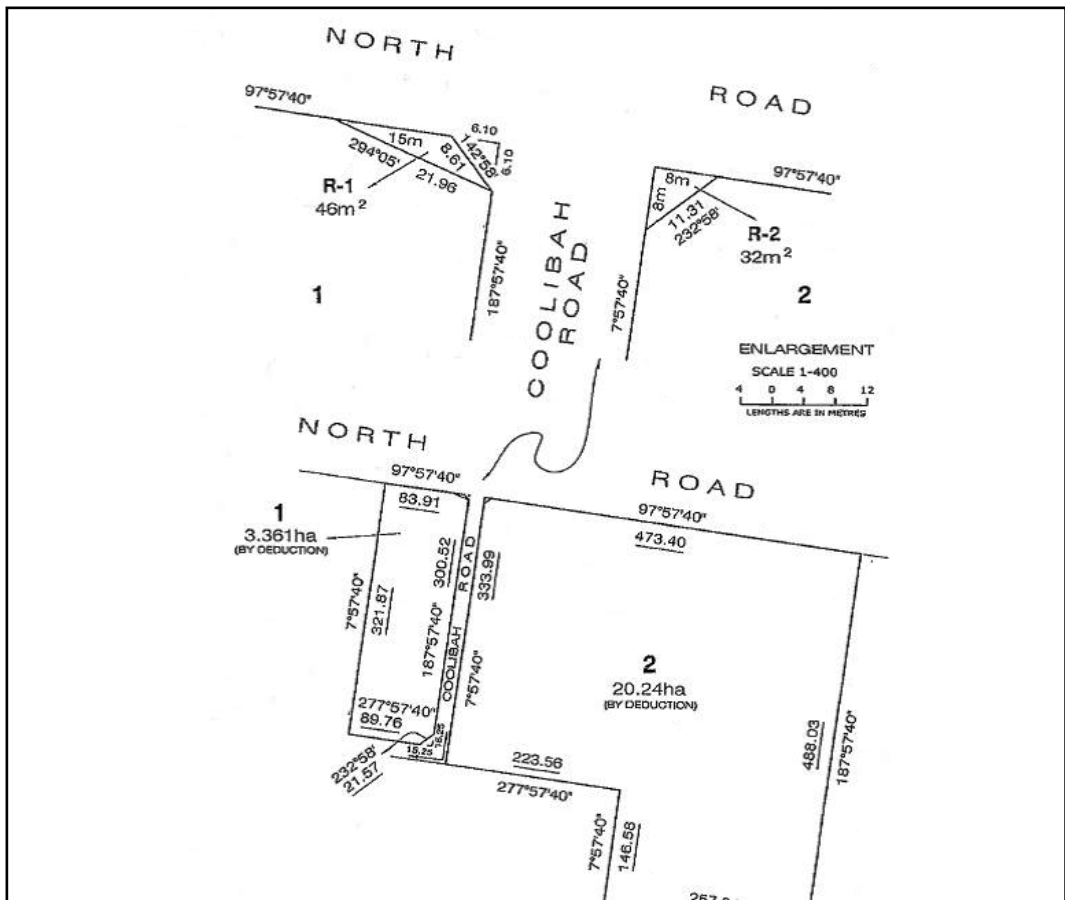 NORTH
ROAD
97°57'40"
15m
294°05'
21.96
8.61
142°58'
6.10
6.10
R-1
46m²
1
187°57'40"
COOLIBAH
ROAD
8m
8m
97°57'40"
11.31
232°58'
R-2
32m²
7°57'40"
2
ENLARGEMENT
SCALE 1-400
4 0 4 8 12
LENGTHS ARE IN METRES
NORTH
ROAD
97°57'40"
83.91
1
3.361ha
(BY DEDUCTION)
7°57'40"
321.87
300.52
187°57'40"
COOLIBAH ROAD
333.99
7°57'40"
97°57'40"
473.40
2
20.24ha
(BY DEDUCTION)
277°57'40"
89.76
15.25
232°58'
21.57
223.56
277°57'40"
7°57'40"
146.58
488.03
187°57'40"